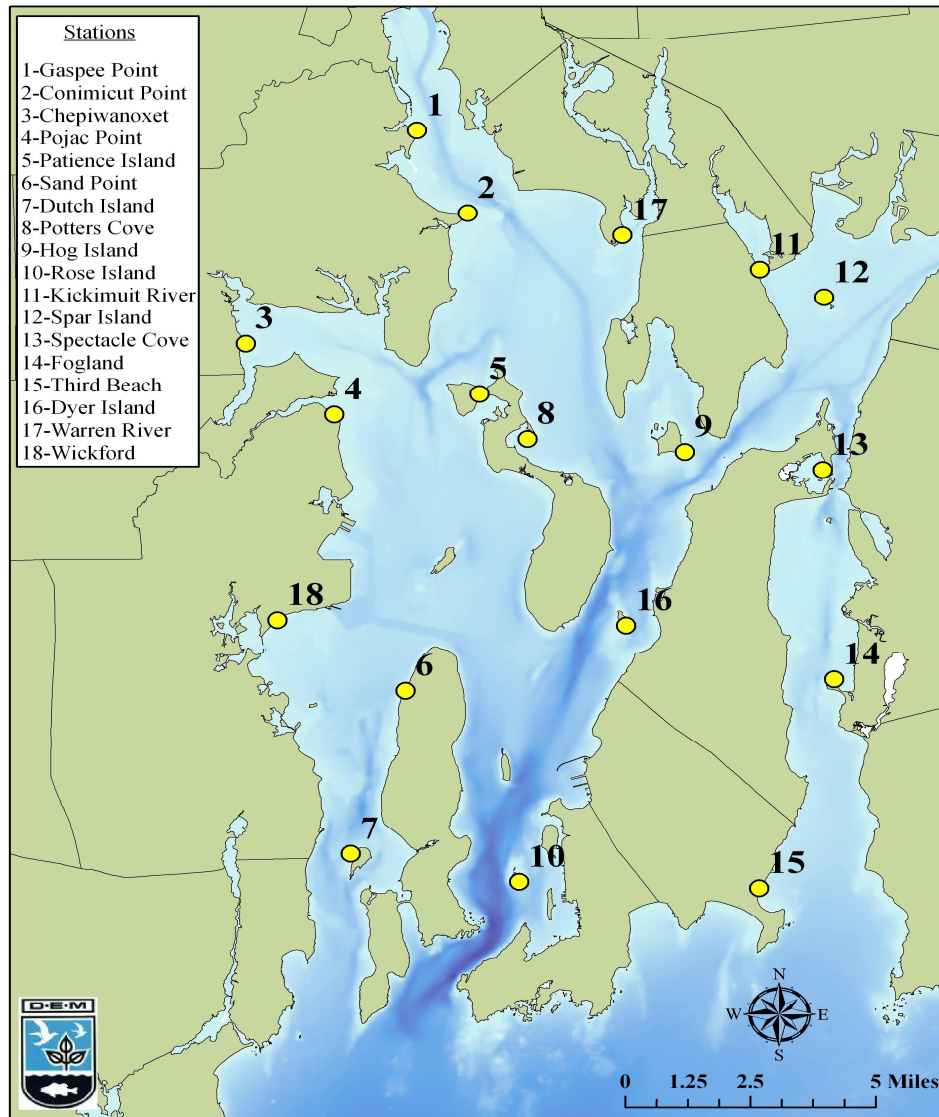 Stations
1-Gaspee Point
2-Conimicut Point
3-Chepiwanoxet
4-Pojac Point
5-Patience Island
6-Sand Point
7-Dutch Island
8-Potters Cove
9-Hog Island
10-Rose Island
11-Kickimuit River
12-Spar Island
13-Spectacle Cove
14-Fogland
15-Third Beach
16-Dyer Island
17-Warren River
18-Wickford
1
2
17
11
12
3
4
5
8
9
13
18
16
6
14
7
10
15
N
W E
S
D·E·M
0 1.25 2.5 5 Miles